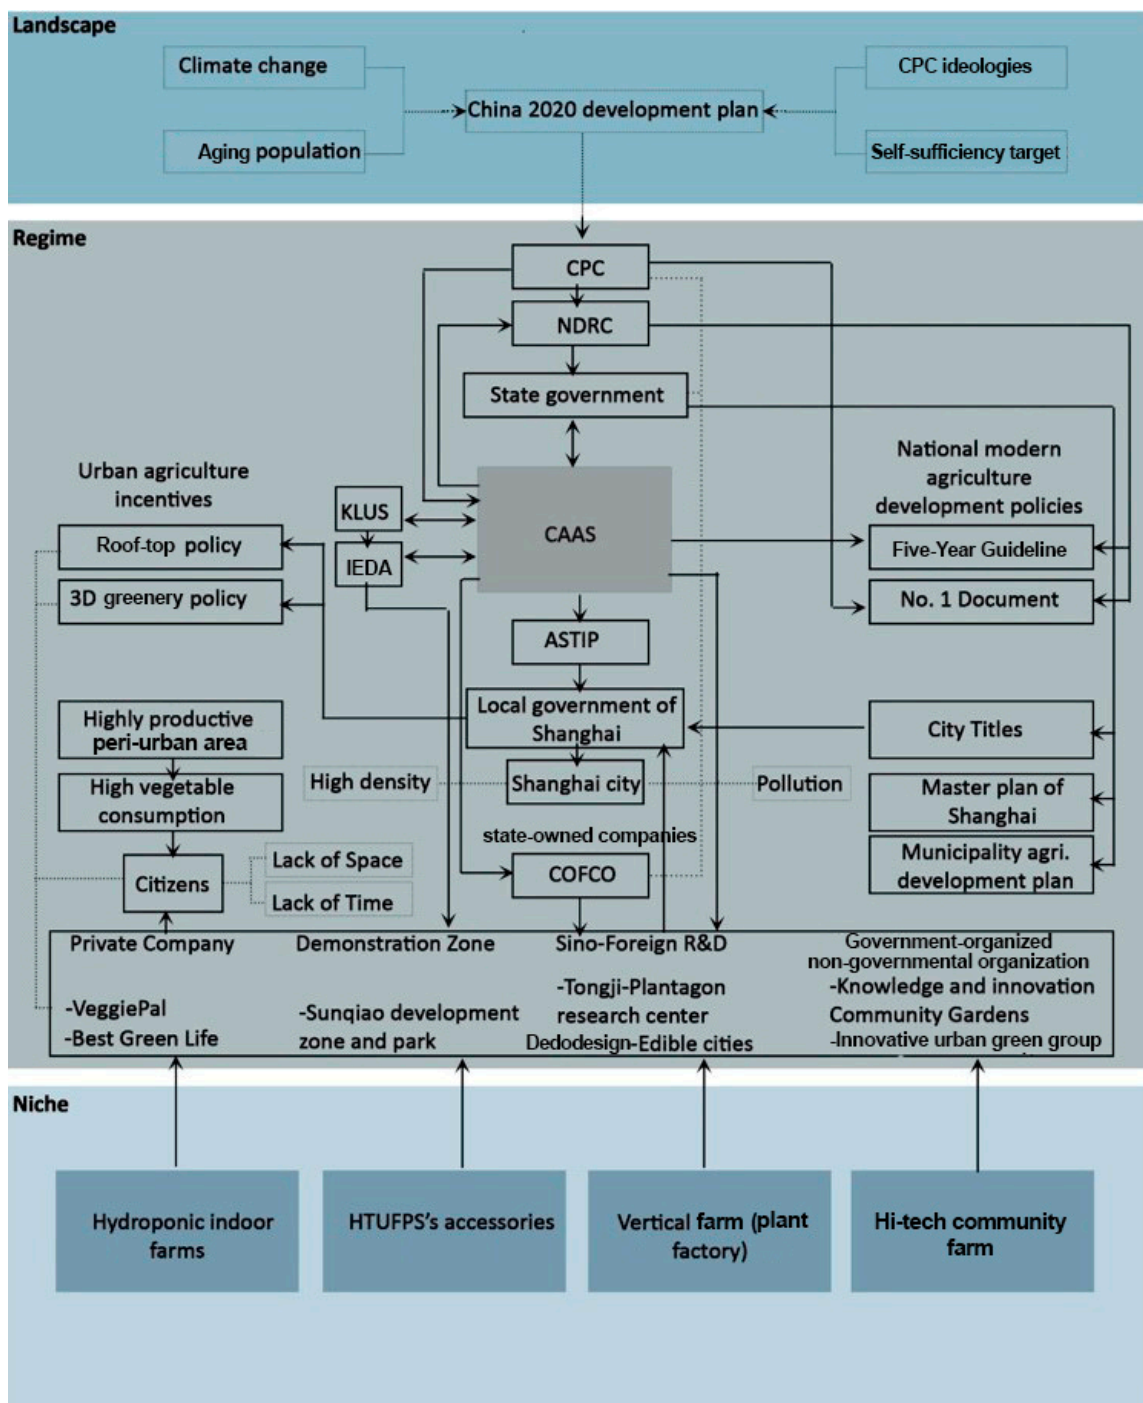 Landscape
Climate change
CPC ideologies
China 2020 development plan
Aging population
Self-sufficiency target
Regime
CPC
NDRC
State government
Urban agriculture
incentives
National modern
agriculture
development policies
KLUS
CAAS
Roof-top policy
IEDA
Five-Year Guideline
3D greenery policy
No. 1 Document
ASTIP
Highly productive
peri-urban area
Local government of
Shanghai
City Titles
High vegetable
consumption
High density
Shanghai city
Pollution
Master plan of
Shanghai
state-owned companies
Municipality agri.
development plan
Citizens
Lack of Space
Lack of Time
COFCO
Private Company
-VeggiePal
-Best Green Life
Demonstration Zone
-Sunqiao development
zone and park
Sino-Foreign R&D
-Tongji-Plantagon
research center
Dedodesign-Edible cities
Government-organized
non-governmental organization
-Knowledge and innovation
Community Gardens
-Innovative urban green group
Niche
Hydroponic indoor
farms
HTUFPS's accessories
Vertical farm (plant
factory)
Hi-tech community
farm